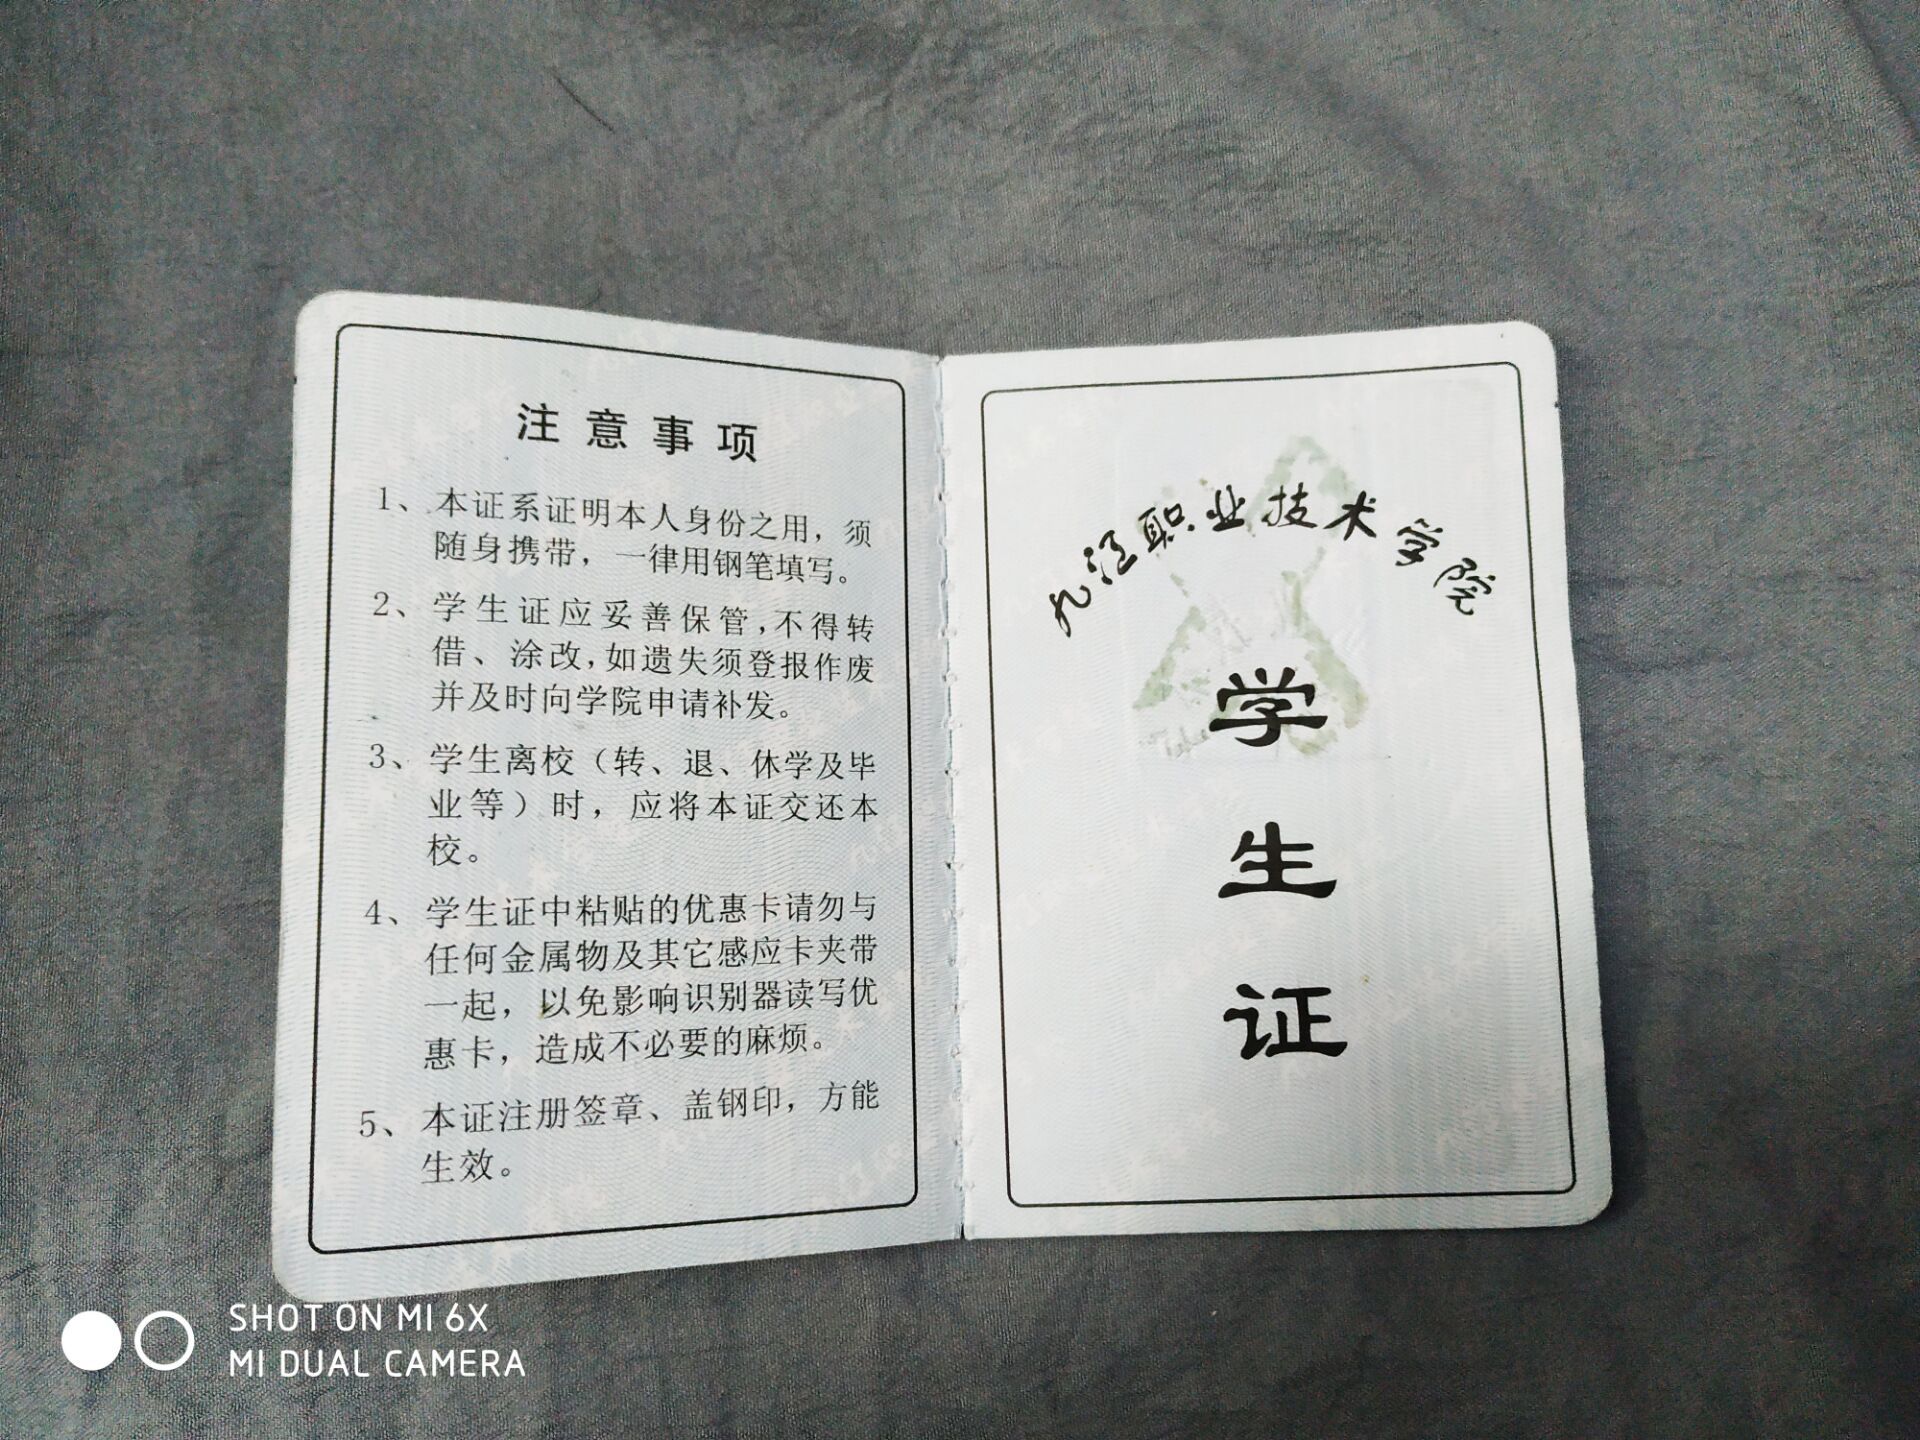 注意事项
1、本证系证明本人身份之用，须
随身携带，一律用钢笔填写。
2、学生证应妥善保管，不得转
借、涂改，如遗失须登报作废
并及时向学院申请补发。
3、学生离校（转、退、休学及毕
业等）时，应将本证交还本
校。
4、学生证中粘贴的优惠卡请勿与
任何金属物及其它感应卡夹带
一起，以免影响识别器读写优
惠卡，造成不必要的麻烦。
5、本证注册签章、盖钢印，方能
生效。
九江职业技术学院
学
生
证
SHOT ON MI 6X
MI DUAL CAMERA